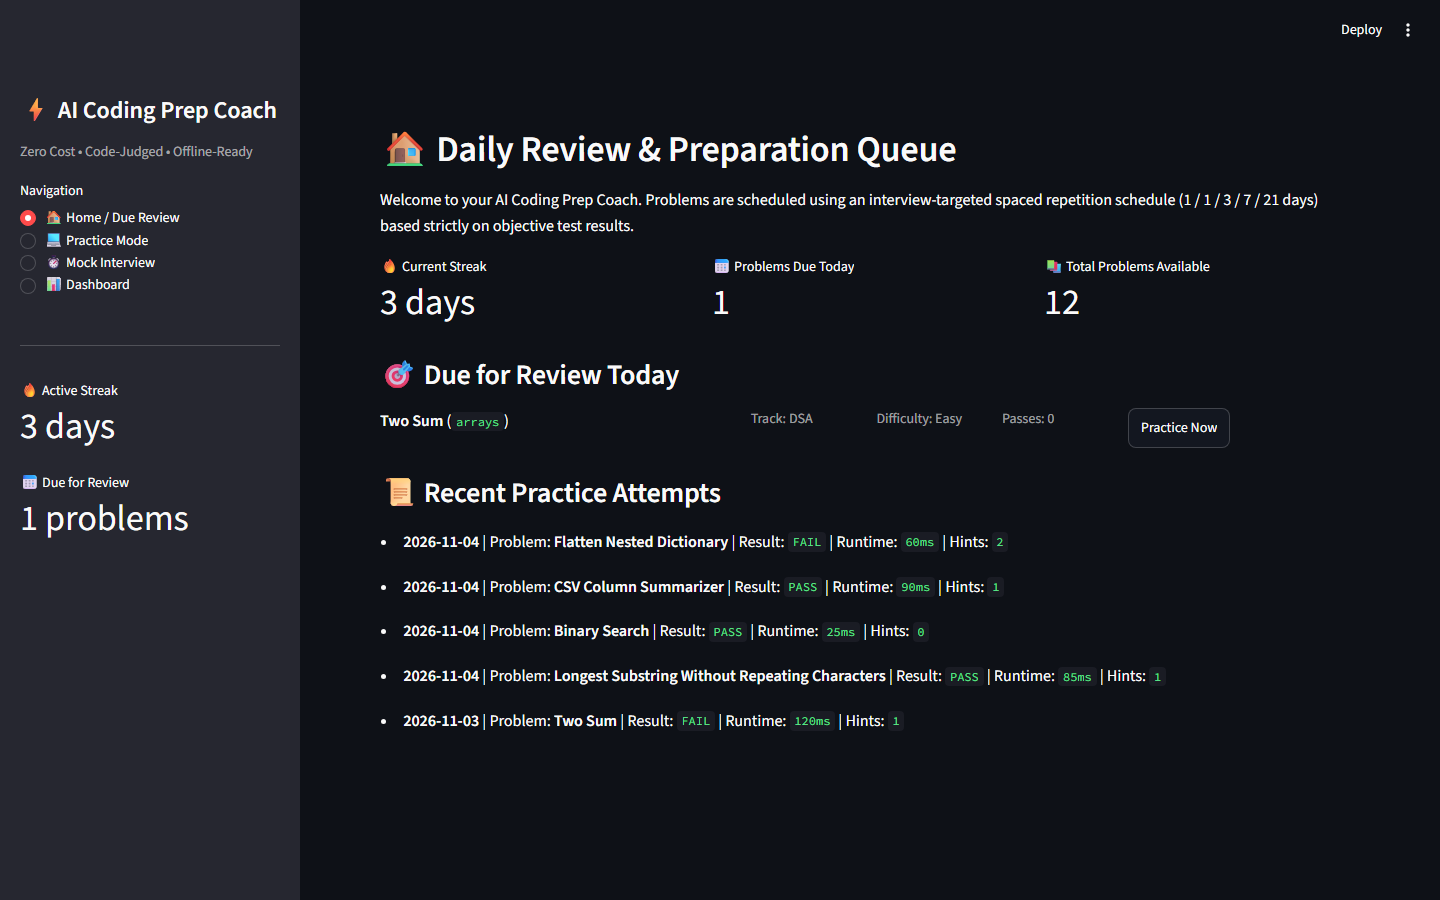 Deploy
AI Coding Prep Coach
Zero Cost • Code-Judged • Offline-Ready
Navigation
Home / Due Review
Practice Mode
Mock Interview
Dashboard
Active Streak
3 days
Due for Review
1 problems
Daily Review & Preparation Queue
Welcome to your AI Coding Prep Coach. Problems are scheduled using an interview-targeted spaced repetition schedule (1 / 1 / 3 / 7 / 21 days)
based strictly on objective test results.
Current Streak
3 days
Problems Due Today
1
Total Problems Available
12
Due for Review Today
Two Sum ( arrays ) Track: DSA Difficulty: Easy Passes: 0 Practice Now
Recent Practice Attempts
• 2026-11-04 | Problem: Flatten Nested Dictionary | Result: FAIL | Runtime: 60ms | Hints: 2
• 2026-11-04 | Problem: CSV Column Summarizer | Result: PASS | Runtime: 90ms | Hints: 1
• 2026-11-04 | Problem: Binary Search | Result: PASS | Runtime: 25ms | Hints: 0
• 2026-11-04 | Problem: Longest Substring Without Repeating Characters | Result: PASS | Runtime: 85ms | Hints: 1
• 2026-11-03 | Problem: Two Sum | Result: FAIL | Runtime: 120ms | Hints: 1